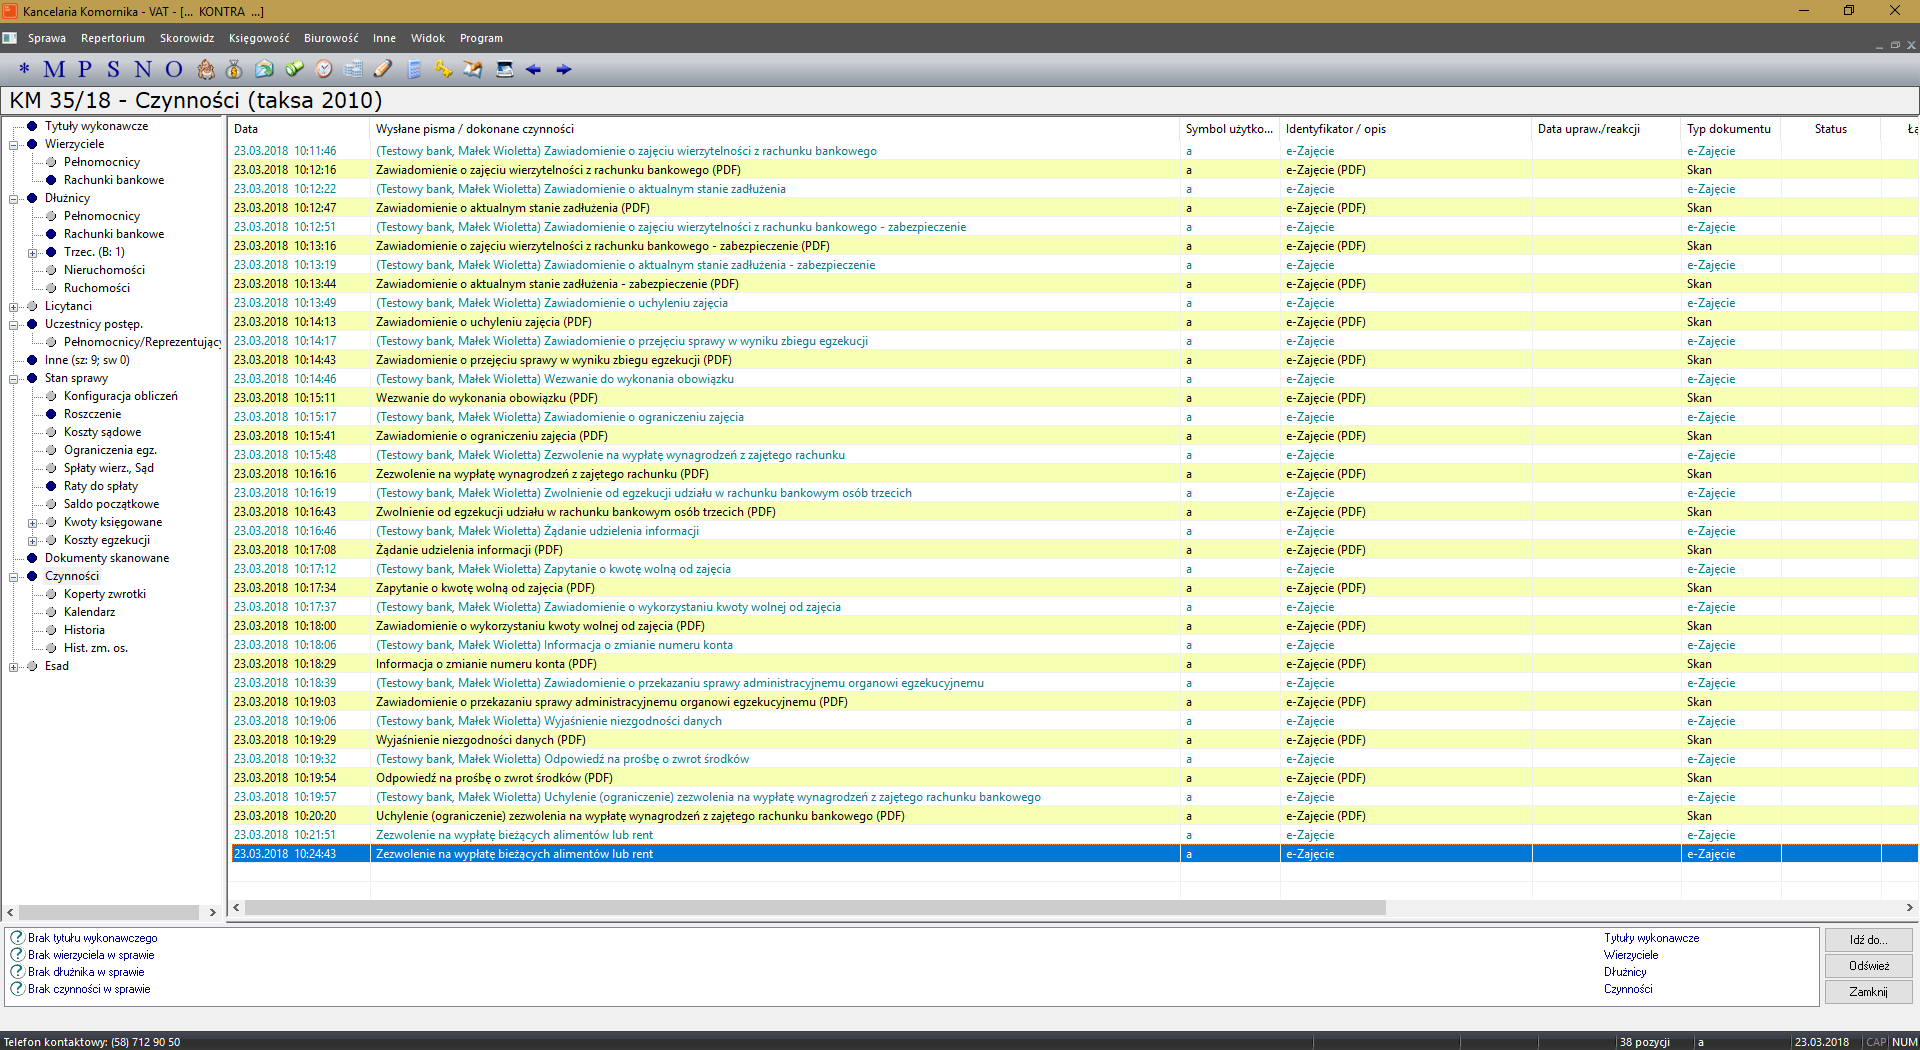 Kancelaria Komornika - VAT - [... KONTRA ...]
Sprawa Repertorium Skorowidz Księgowość Biurowość Inne Widok Program
* M P S N O
KM 35/18 - Czynności (taksa 2010)
Tytuły wykonawcze
Wierzyciele
Pełnomocnicy
Rachunki bankowe
Dłużnicy
Pełnomocnicy
Rachunki bankowe
Trzec. (B: 1)
Nieruchomości
Ruchomości
Licytanci
Uczestnicy postęp.
Pełnomocnicy/Reprezentując
Inne (sz: 9; sw 0)
Stan sprawy
Konfiguracja obliczeń
Roszczenie
Koszty sądowe
Ograniczenia egz.
Spłaty wierz., Sąd
Raty do spłaty
Saldo początkowe
Kwoty księgowane
Koszty egzekucji
Dokumenty skanowane
Czynności
Koperty zwrotki
Kalendarz
Historia
Hist. zm. os.
Esad
Data Wysłane pisma / dokonane czynności Symbol użytko... Identyfikator / opis Data upraw./reakcji Typ dokumentu Status Łą
23.03.2018 10:11:46 (Testowy bank, Małek Wioletta) Zawiadomienie o zajęciu wierzytelności z rachunku bankowego a e-Zajęcie e-Zajęcie
23.03.2018 10:12:16 Zawiadomienie o zajęciu wierzytelności z rachunku bankowego (PDF) a e-Zajęcie (PDF) Skan
23.03.2018 10:12:22 (Testowy bank, Małek Wioletta) Zawiadomienie o aktualnym stanie zadłużenia a e-Zajęcie e-Zajęcie
23.03.2018 10:12:47 Zawiadomienie o aktualnym stanie zadłużenia (PDF) a e-Zajęcie (PDF) Skan
23.03.2018 10:12:51 (Testowy bank, Małek Wioletta) Zawiadomienie o zajęciu wierzytelności z rachunku bankowego - zabezpieczenie a e-Zajęcie e-Zajęcie
23.03.2018 10:13:16 Zawiadomienie o zajęciu wierzytelności z rachunku bankowego - zabezpieczenie (PDF) a e-Zajęcie (PDF) Skan
23.03.2018 10:13:19 (Testowy bank, Małek Wioletta) Zawiadomienie o aktualnym stanie zadłużenia - zabezpieczenie a e-Zajęcie e-Zajęcie
23.03.2018 10:13:44 Zawiadomienie o aktualnym stanie zadłużenia - zabezpieczenie (PDF) a e-Zajęcie (PDF) Skan
23.03.2018 10:13:49 (Testowy bank, Małek Wioletta) Zawiadomienie o uchyleniu zajęcia a e-Zajęcie e-Zajęcie
23.03.2018 10:14:13 Zawiadomienie o uchyleniu zajęcia (PDF) a e-Zajęcie (PDF) Skan
23.03.2018 10:14:17 (Testowy bank, Małek Wioletta) Zawiadomienie o przejęciu sprawy w wyniku zbiegu egzekucji a e-Zajęcie e-Zajęcie
23.03.2018 10:14:43 Zawiadomienie o przejęciu sprawy w wyniku zbiegu egzekucji (PDF) a e-Zajęcie (PDF) Skan
23.03.2018 10:14:46 (Testowy bank, Małek Wioletta) Wezwanie do wykonania obowiązku a e-Zajęcie e-Zajęcie
23.03.2018 10:15:11 Wezwanie do wykonania obowiązku (PDF) a e-Zajęcie (PDF) Skan
23.03.2018 10:15:17 (Testowy bank, Małek Wioletta) Zawiadomienie o ograniczeniu zajęcia a e-Zajęcie e-Zajęcie
23.03.2018 10:15:41 Zawiadomienie o ograniczeniu zajęcia (PDF) a e-Zajęcie (PDF) Skan
23.03.2018 10:15:48 (Testowy bank, Małek Wioletta) Zezwolenie na wypłatę wynagrodzeń z zajętego rachunku a e-Zajęcie e-Zajęcie
23.03.2018 10:16:16 Zezwolenie na wypłatę wynagrodzeń z zajętego rachunku (PDF) a e-Zajęcie (PDF) Skan
23.03.2018 10:16:19 (Testowy bank, Małek Wioletta) Zwolnienie od egzekucji udziału w rachunku bankowym osób trzecich a e-Zajęcie e-Zajęcie
23.03.2018 10:16:43 Zwolnienie od egzekucji udziału w rachunku bankowym osób trzecich (PDF) a e-Zajęcie (PDF) Skan
23.03.2018 10:16:46 (Testowy bank, Małek Wioletta) Żądanie udzielenia informacji a e-Zajęcie e-Zajęcie
23.03.2018 10:17:08 Żądanie udzielenia informacji (PDF) a e-Zajęcie (PDF) Skan
23.03.2018 10:17:12 (Testowy bank, Małek Wioletta) Zapytanie o kwotę wolną od zajęcia a e-Zajęcie e-Zajęcie
23.03.2018 10:17:34 Zapytanie o kwotę wolną od zajęcia (PDF) a e-Zajęcie (PDF) Skan
23.03.2018 10:17:37 (Testowy bank, Małek Wioletta) Zawiadomienie o wykorzystaniu kwoty wolnej od zajęcia a e-Zajęcie e-Zajęcie
23.03.2018 10:18:00 Zawiadomienie o wykorzystaniu kwoty wolnej od zajęcia (PDF) a e-Zajęcie (PDF) Skan
23.03.2018 10:18:06 (Testowy bank, Małek Wioletta) Informacja o zmianie numeru konta a e-Zajęcie e-Zajęcie
23.03.2018 10:18:29 Informacja o zmianie numeru konta (PDF) a e-Zajęcie (PDF) Skan
23.03.2018 10:18:39 (Testowy bank, Małek Wioletta) Zawiadomienie o przekazaniu sprawy administracyjnemu organowi egzekucyjnemu a e-Zajęcie e-Zajęcie
23.03.2018 10:19:03 Zawiadomienie o przekazaniu sprawy administracyjnemu organowi egzekucyjnemu (PDF) a e-Zajęcie (PDF) Skan
23.03.2018 10:19:06 (Testowy bank, Małek Wioletta) Wyjaśnienie niezgodności danych a e-Zajęcie e-Zajęcie
23.03.2018 10:19:29 Wyjaśnienie niezgodności danych (PDF) a e-Zajęcie (PDF) Skan
23.03.2018 10:19:32 (Testowy bank, Małek Wioletta) Odpowiedź na prośbę o zwrot środków a e-Zajęcie e-Zajęcie
23.03.2018 10:19:54 Odpowiedź na prośbę o zwrot środków (PDF) a e-Zajęcie (PDF) Skan
23.03.2018 10:19:57 (Testowy bank, Małek Wioletta) Uchylenie (ograniczenie) zezwolenia na wypłatę wynagrodzeń z zajętego rachunku bankowego a e-Zajęcie e-Zajęcie
23.03.2018 10:20:20 Uchylenie (ograniczenie) zezwolenia na wypłatę wynagrodzeń z zajętego rachunku bankowego (PDF) a e-Zajęcie (PDF) Skan
23.03.2018 10:21:51 Zezwolenie na wypłatę bieżących alimentów lub rent a e-Zajęcie e-Zajęcie
23.03.2018 10:24:43 Zezwolenie na wypłatę bieżących alimentów lub rent a e-Zajęcie e-Zajęcie
Brak tytułu wykonawczego Tytuły wykonawcze
Brak wierzyciela w sprawie Wierzyciele
Brak dłużnika w sprawie Dłużnicy
Brak czynności w sprawie Czynności
Idź do...
Odśwież
Zamknij
Telefon kontaktowy: (58) 712 90 50 38 pozycji a 23.03.2018 CAP NUM